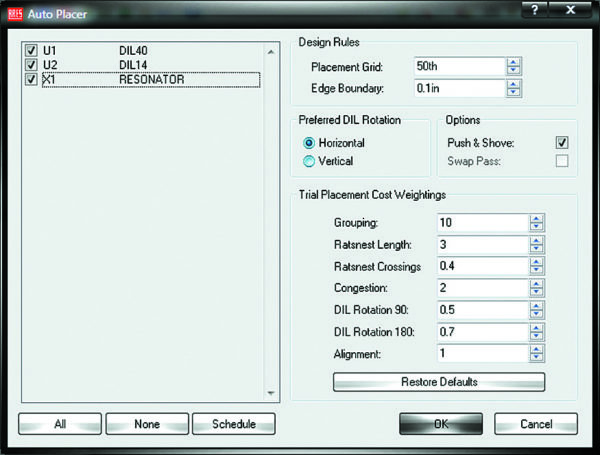 ARES Auto Placer
U1 DIL40
U2 DIL14
X1 RESONATOR
Design Rules
Placement Grid: 50th
Edge Boundary: 0.1in
Preferred DIL Rotation
Horizontal
Vertical
Options
Push & Shove:
Swap Pass:
Trial Placement Cost Weightings
Grouping: 10
Ratsnest Length: 3
Ratsnest Crossings 0.4
Congestion: 2
DIL Rotation 90: 0.5
DIL Rotation 180: 0.7
Alignment: 1
Restore Defaults
All None Schedule OK Cancel